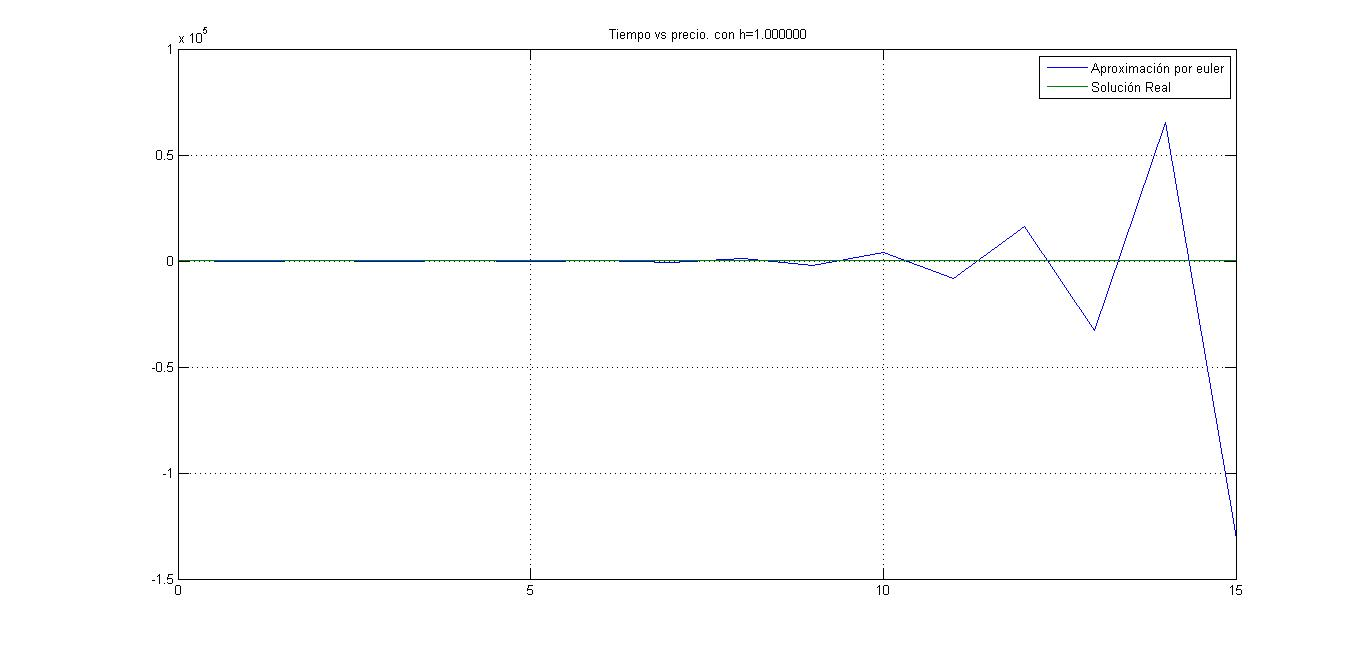 x 10^5
Tiempo vs precio. con h=1.000000
Aproximación por euler
Solución Real
1
0.5
0
-0.5
-1
-1.5
0 5 10 15